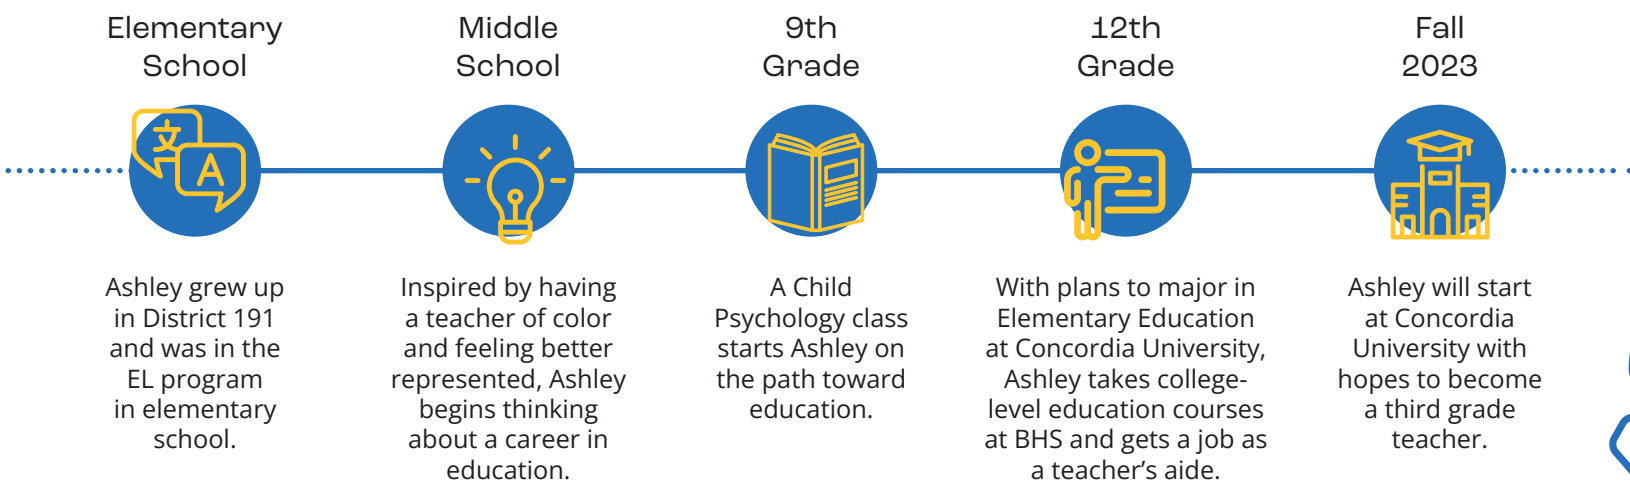 Elementary
School
Ashley grew up
in District 191
and was in the
EL program
in elementary
school.
Middle
School
Inspired by having
a teacher of color
and feeling better
represented, Ashley
begins thinking
about a career in
education.
9th
Grade
A Child
Psychology class
starts Ashley on
the path toward
education.
12th
Grade
With plans to major in
Elementary Education
at Concordia University,
Ashley takes college-
level education courses
at BHS and gets a job as
a teacher’s aide.
Fall
2023
Ashley will start
at Concordia
University with
hopes to become
a third grade
teacher.
文
A